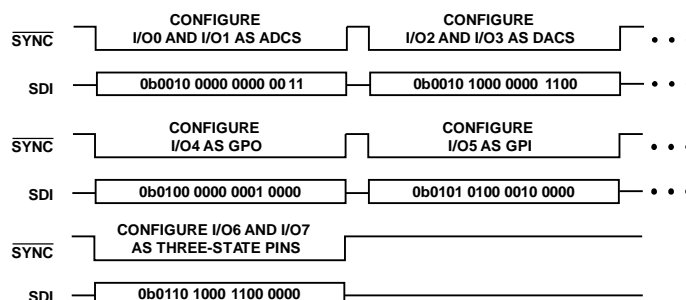 CONFIGURE
I/O0 AND I/O1 AS ADCS
CONFIGURE
I/O2 AND I/O3 AS DACS
SYNC
SDI
0b0010 0000 0000 0011
0b0010 1000 0000 1100
CONFIGURE
I/O4 AS GPO
CONFIGURE
I/O5 AS GPI
SYNC
SDI
0b0100 0000 0001 0000
0b0101 0100 0010 0000
CONFIGURE I/O6 AND I/O7
AS THREE-STATE PINS
SYNC
SDI
0b0110 1000 1100 0000